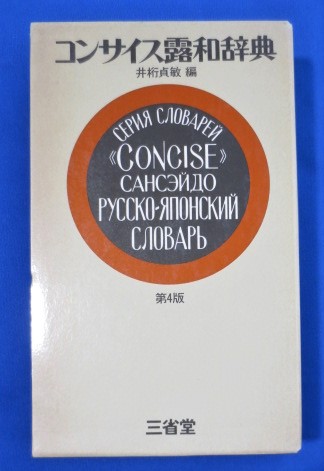 コンサイス露和辞典
井桁貞敏 編
СЕРИЯ СЛОВАРЕЙ
《CONCISE》
САНСЭЙДО
РУССКО-ЯПОНСКИЙ
СЛОВАРЬ
第4版
三省堂